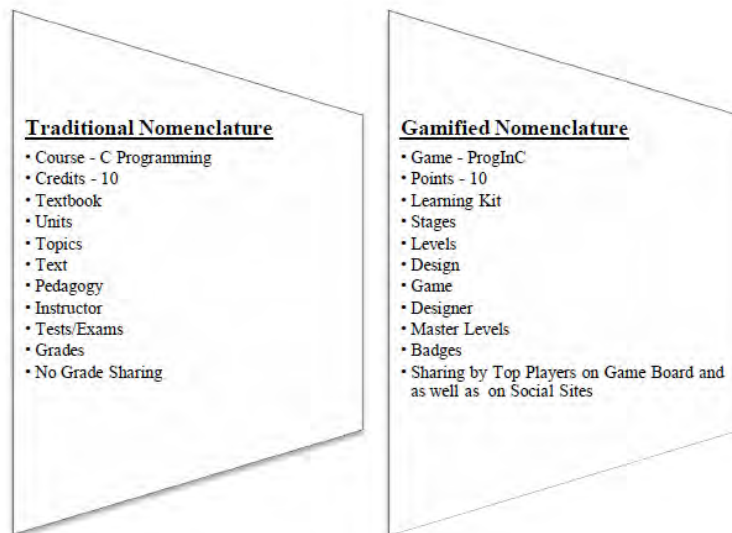 Traditional Nomenclature
• Course - C Programming
• Credits - 10
• Textbook
• Units
• Topics
• Text
• Pedagogy
• Instructor
• Tests/Exams
• Grades
• No Grade Sharing
Gamified Nomenclature
• Game - ProgInC
• Points - 10
• Learning Kit
• Stages
• Levels
• Design
• Game
• Designer
• Master Levels
• Badges
• Sharing by Top Players on Game Board and
as well as on Social Sites